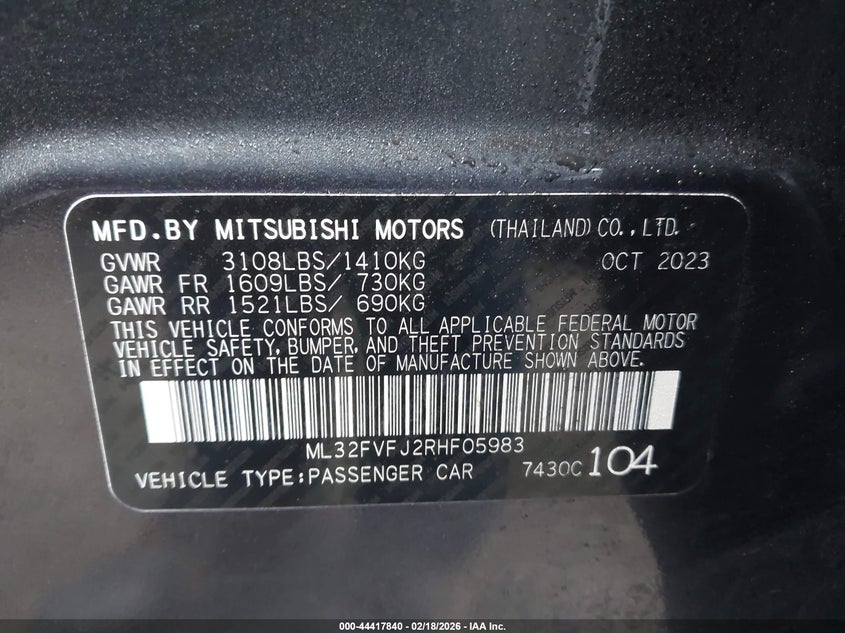 MFD.BY MITSUBISHI MOTORS (THAILAND) CO.,LTD.
GVWR 3108LBS/1410KG OCT 2023
GAWR FR 1609LBS/ 730KG
GAWR RR 1521LBS/ 690KG
THIS VEHICLE CONFORMS TO ALL APPLICABLE FEDERAL MOTOR
VEHICLE SAFETY, BUMPER, AND THEFT PREVENTION STANDARDS
IN EFFECT ON THE DATE OF MANUFACTURE SHOWN ABOVE.
ML32FVFJ2RHF05983
VEHICLE TYPE:PASSENGER CAR 7430C 104
000-44417840 - 02/18/2026 - IAA Inc.